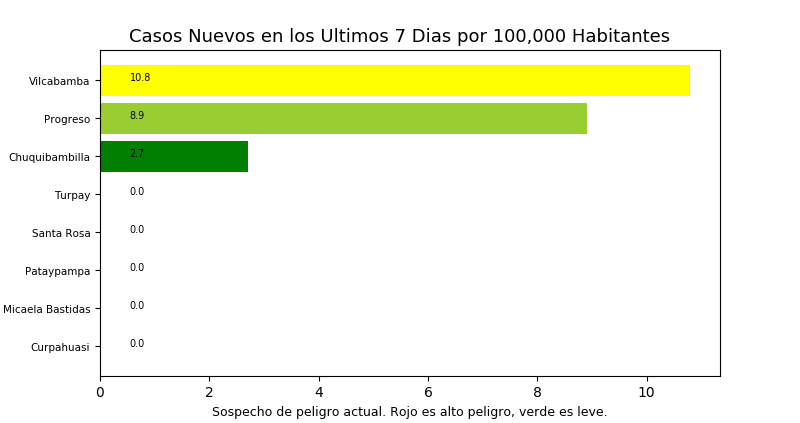 Casos Nuevos en los Ultimos 7 Dias por 100,000 Habitantes
Vilcabamba 10.8
Progreso 8.9
Chuquibambilla 2.7
Turpay 0.0
Santa Rosa 0.0
Pataypampa 0.0
Micaela Bastidas 0.0
Curpahuasi 0.0
0 2 4 6 8 10
Sospecho de peligro actual. Rojo es alto peligro, verde es leve.